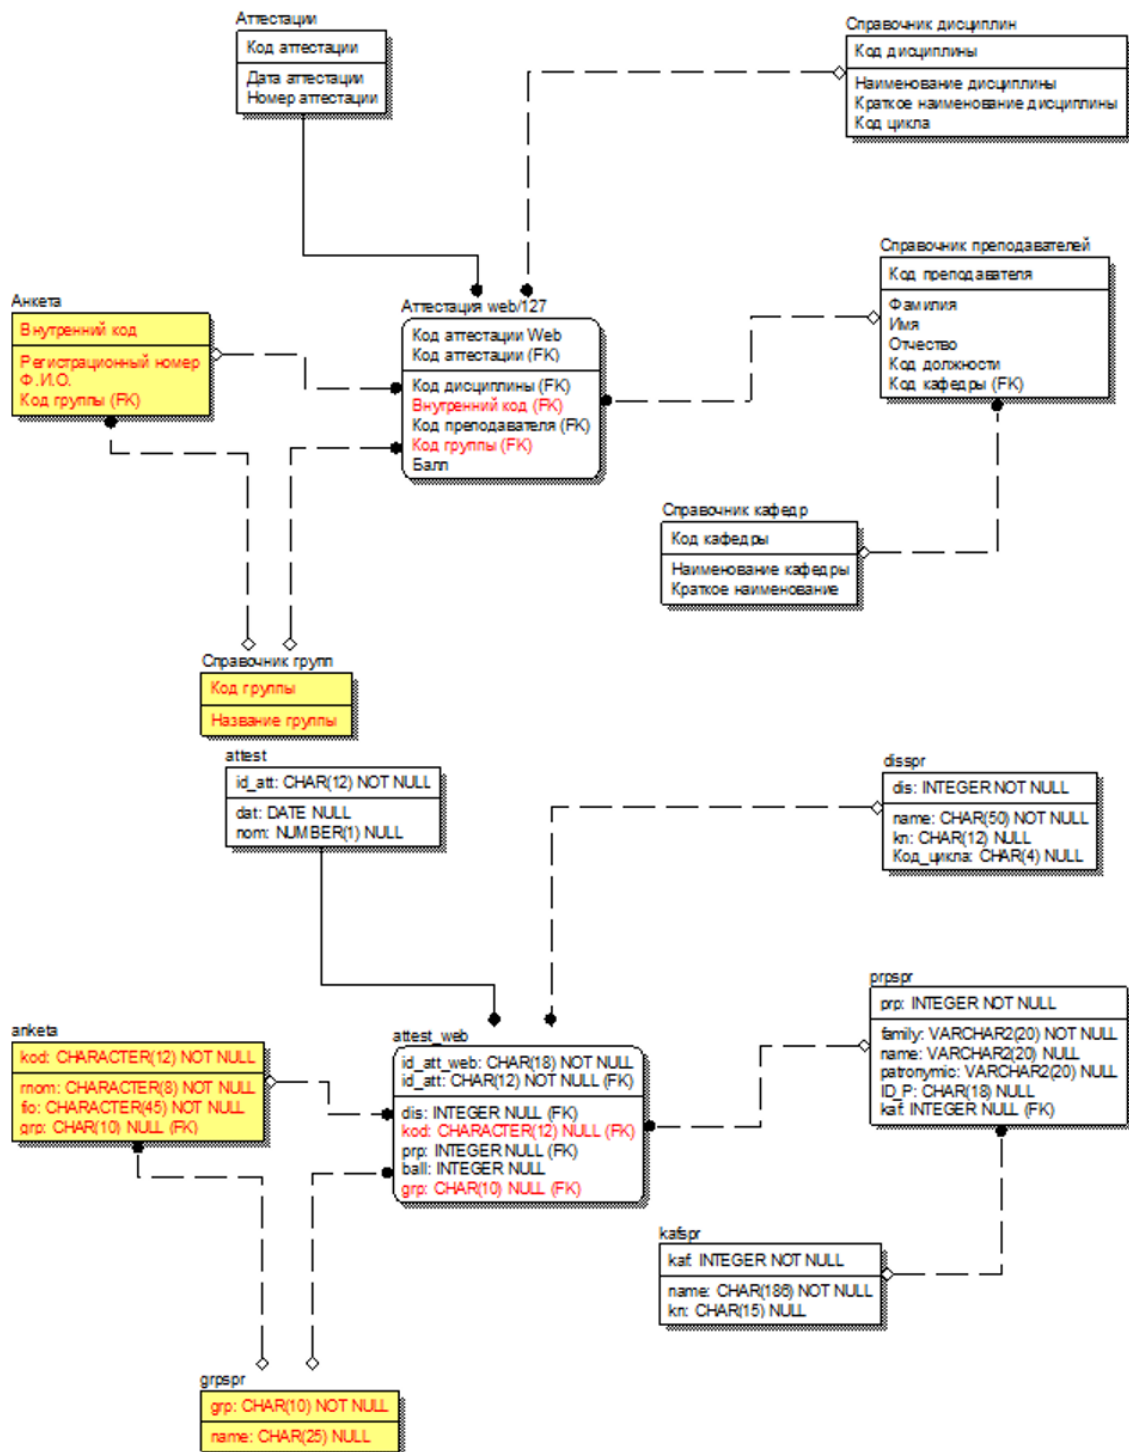 Аттестации
Код аттестации
Дата аттестации
Номер аттестации
Справочник дисциплин
Код дисциплины
Наименование дисциплины
Краткое наименование дисциплины
Код цикла
Справочник преподавателей
Код преподавателя
Фамилия
Имя
Отчество
Код должности
Код кафедры (FK)
Анкета
Внутренний код
Регистрационный номер
Ф.И.О.
Код группы (FK)
Аттестация web/127
Код аттестации Web
Код аттестации (FK)
Код дисциплины (FK)
Внутренний код (FK)
Код преподавателя (FK)
Код группы (FK)
Балл
Справочник кафедр
Код кафедры
Наименование кафедры
Краткое наименование
Справочник групп
Код группы
Название группы
attest
id_att: CHAR(12) NOT NULL
dat: DATE NULL
nom: NUMBER(1) NULL
disspr
dis: INTEGER NOT NULL
name: CHAR(50) NOT NULL
kn: CHAR(12) NULL
Код_цикла: CHAR(4) NULL
prpspr
prp: INTEGER NOT NULL
family: VARCHAR2(20) NOT NULL
name: VARCHAR2(20) NULL
patronymic: VARCHAR2(20) NULL
ID_P: CHAR(18) NULL
kaf: INTEGER NULL (FK)
anketa
kod: CHARACTER(12) NOT NULL
rnom: CHARACTER(8) NOT NULL
fio: CHARACTER(45) NOT NULL
grp: CHAR(10) NULL (FK)
attest_web
id_att_web: CHAR(18) NOT NULL
id_att: CHAR(12) NOT NULL (FK)
dis: INTEGER NULL (FK)
kod: CHARACTER(12) NULL (FK)
prp: INTEGER NULL (FK)
ball: INTEGER NULL
grp: CHAR(10) NULL (FK)
kafspr
kaf: INTEGER NOT NULL
name: CHAR(186) NOT NULL
kn: CHAR(15) NULL
grpspr
grp: CHAR(10) NOT NULL
name: CHAR(25) NULL